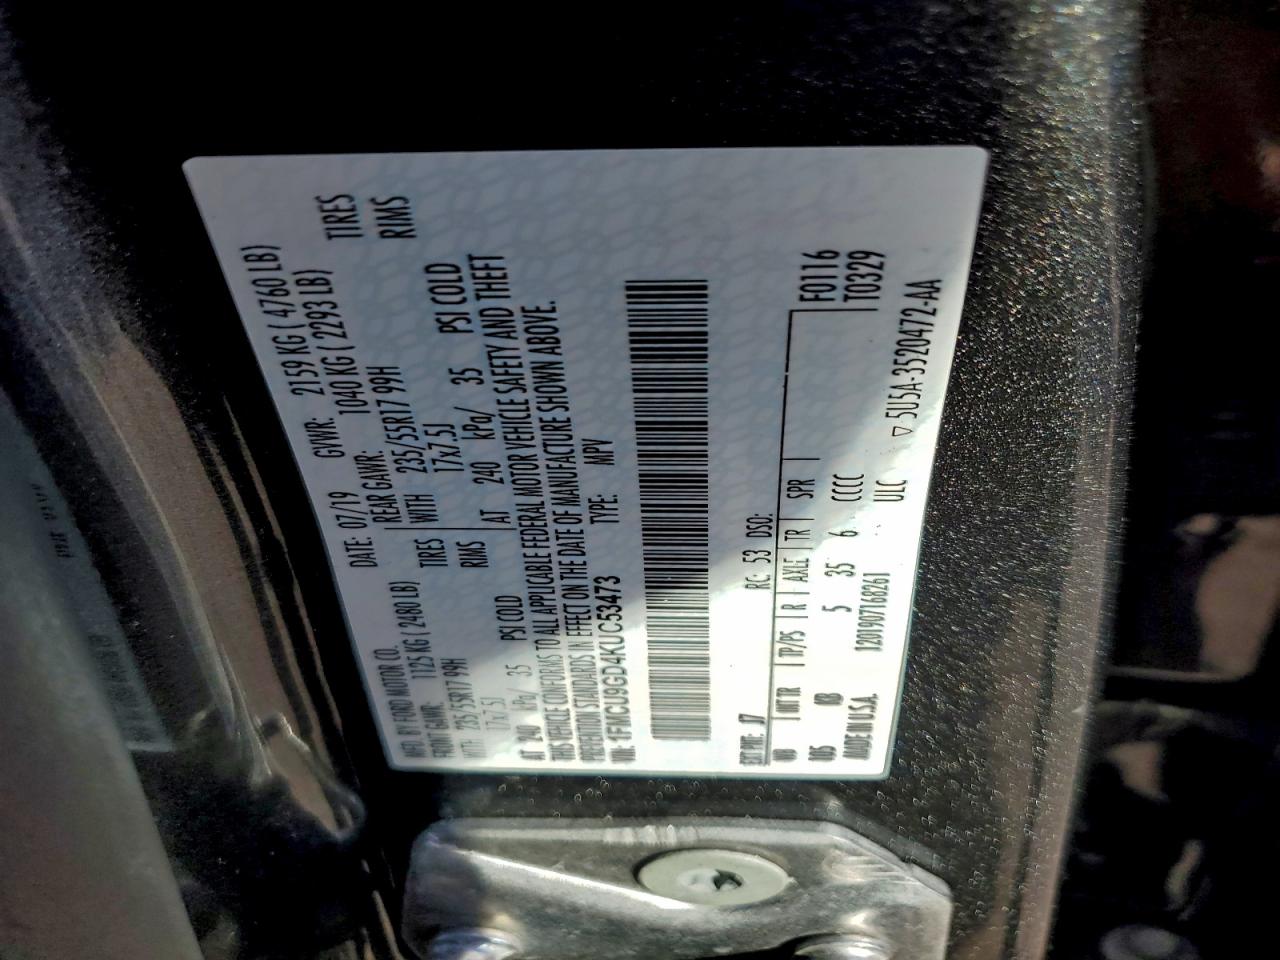 MFD. BY FORD MOTOR CO.
DATE: 07/19 GVWR: 2159 KG ( 4760 LB)
FRONT GAWR: 1125 KG ( 2480 LB) REAR GAWR: 1040 KG ( 2293 LB)
235/55R17 99H TIRES WITH 235/55R17 99H TIRES
WITH 17x7.5J RIMS 17x7.5J RIMS
AT 240 kPa/ 35 PSI COLD AT 240 kPa/ 35 PSI COLD
THIS VEHICLE CONFORMS TO ALL APPLICABLE FEDERAL MOTOR VEHICLE SAFETY AND THEFT
PREVENTION STANDARDS IN EFFECT ON THE DATE OF MANUFACTURE SHOWN ABOVE.
VIN: 1FMCU9GD4KUC53473 TYPE: MPV
EXT PNT: J7 RC: 53 DSO: F0116
WB INT TR TP/PS R AXLE TR SPR T0329
5 35 6 CCCC
MADE IN U.S.A. 120190716826​1 ULC ▽ 5U5A-3520472-AA